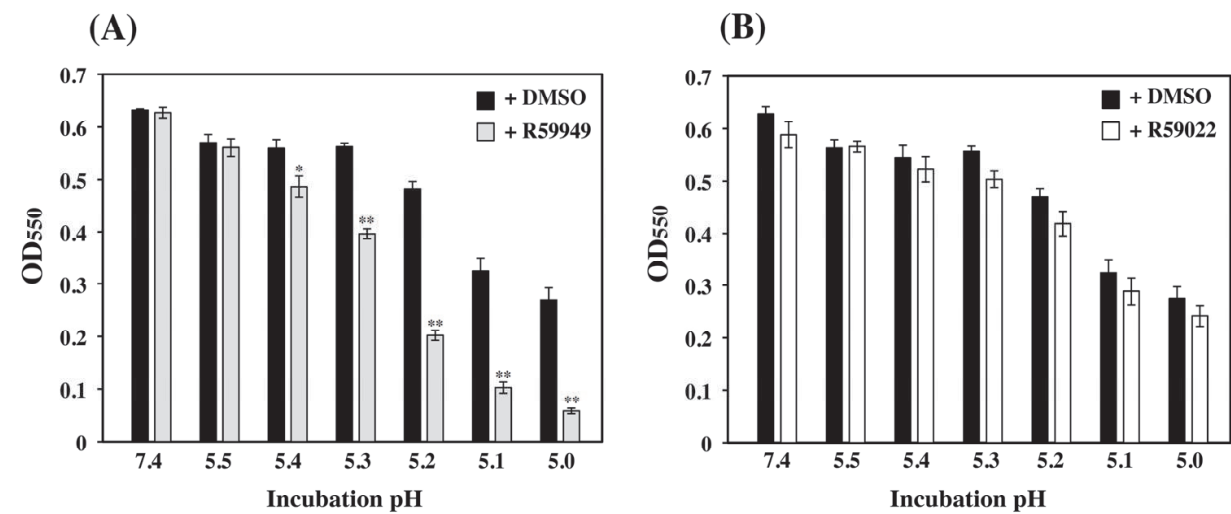 (A)
0.7
0.6
0.5
0.4
0.3
0.2
0.1
0
OD550
+ DMSO
+ R59949
*
**
**
**
**
7.4 5.5 5.4 5.3 5.2 5.1 5.0
Incubation pH
(B)
0.7
0.6
0.5
0.4
0.3
0.2
0.1
0
OD550
+ DMSO
+ R59022
7.4 5.5 5.4 5.3 5.2 5.1 5.0
Incubation pH